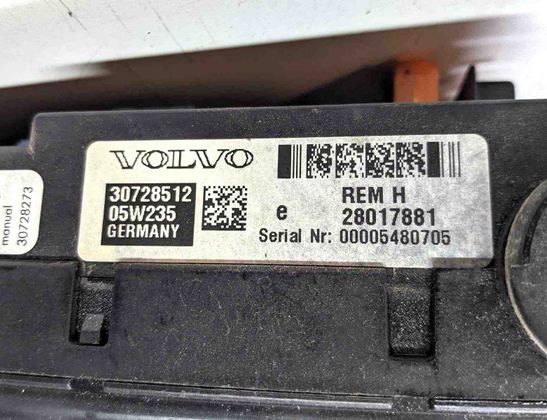 VOLVO
30728512
05W235
GERMANY
REM H
e 28017881
Serial Nr: 00005480705
manual
30728273